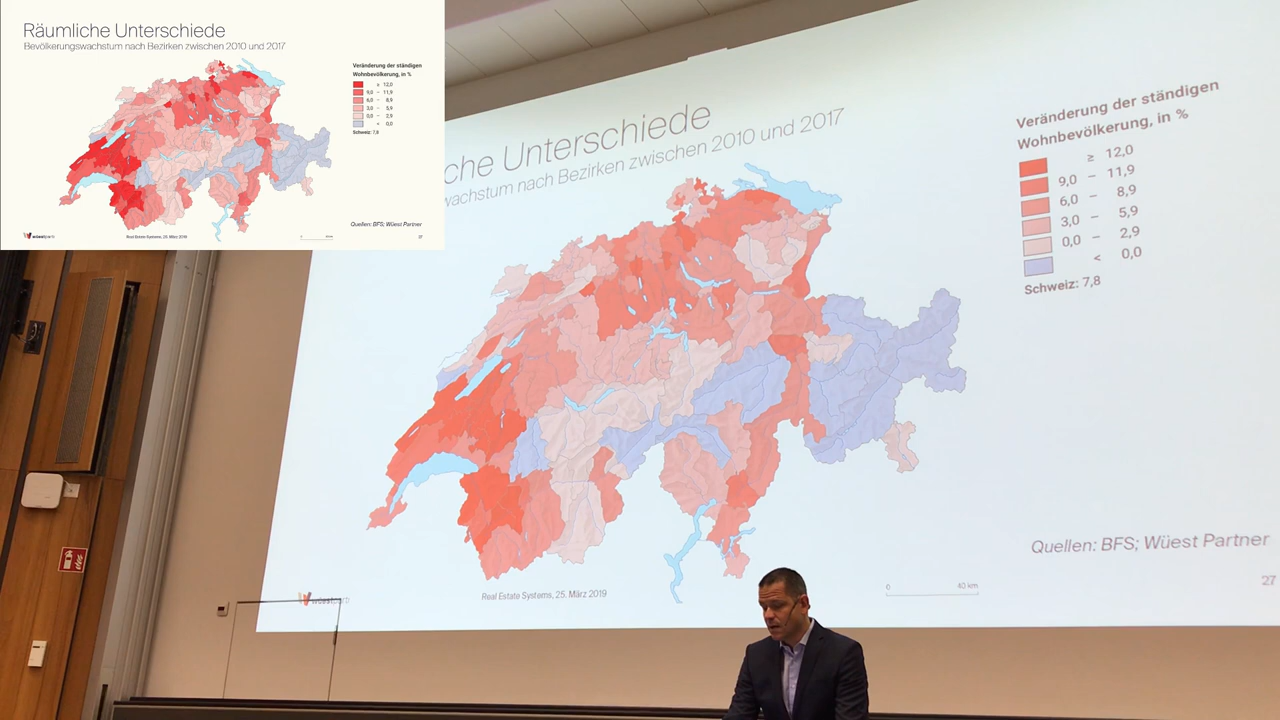 Räumliche Unterschiede
Bevölkerungswachstum nach Bezirken zwischen 2010 und 2017
Veränderung der ständigen
Wohnbevölkerung, in %
≥ 12,0
9,0 – 11,9
6,0 – 8,9
3,0 – 5,9
0,0 – 2,9
< 0,0
Schweiz: 7,8
Quellen: BFS; Wüest Partner
wüestpartner
Real Estate Systems, 25. März 2019
0 40 km
27
che Unterschiede
wachstum nach Bezirken zwischen 2010 und 2017
Veränderung der ständigen
Wohnbevölkerung, in %
≥ 12,0
9,0 – 11,9
6,0 – 8,9
3,0 – 5,9
0,0 – 2,9
< 0,0
Schweiz: 7,8
Quellen: BFS; Wüest Partner
wüestpart
Real Estate Systems, 25. März 2019
0 40 km
27